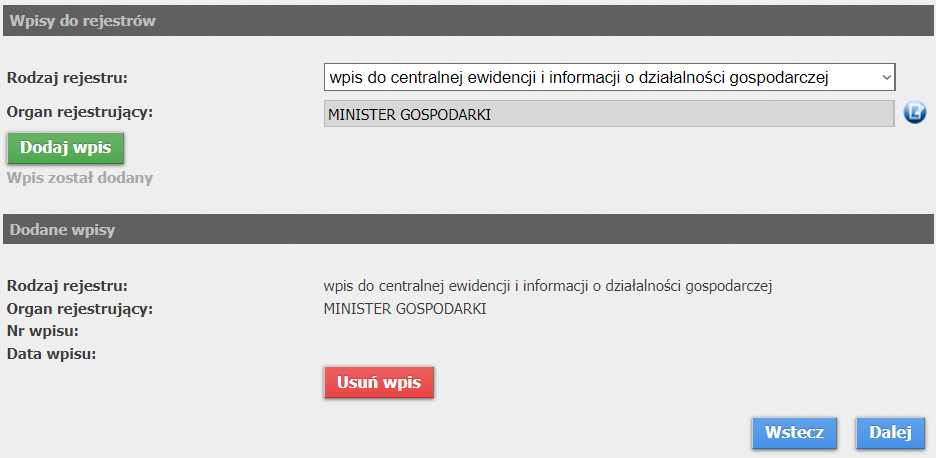 Wpisy do rejestrów
Rodzaj rejestru: wpis do centralnej ewidencji i informacji o działalności gospodarczej
Organ rejestrujący: MINISTER GOSPODARKI
Dodaj wpis
Wpis został dodany
Dodane wpisy
Rodzaj rejestru: wpis do centralnej ewidencji i informacji o działalności gospodarczej
Organ rejestrujący: MINISTER GOSPODARKI
Nr wpisu:
Data wpisu:
Usuń wpis
Wstecz Dalej